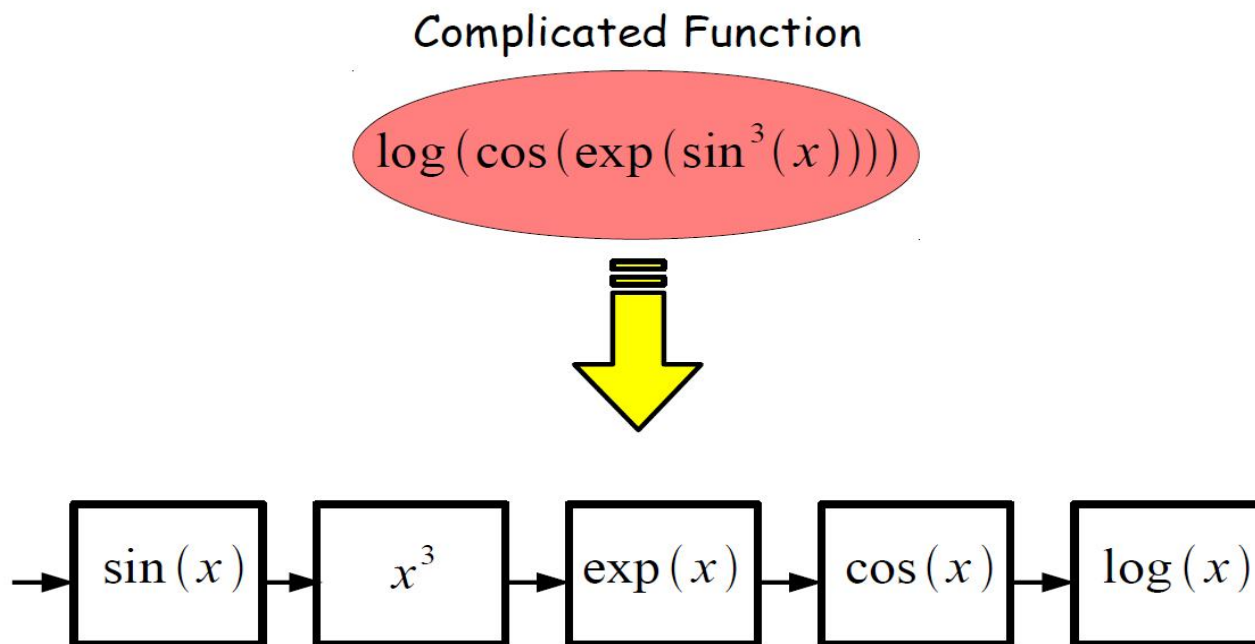 Complicated Function
log(cos(exp(sin³(x))))
sin(x)
x³
exp(x)
cos(x)
log(x)